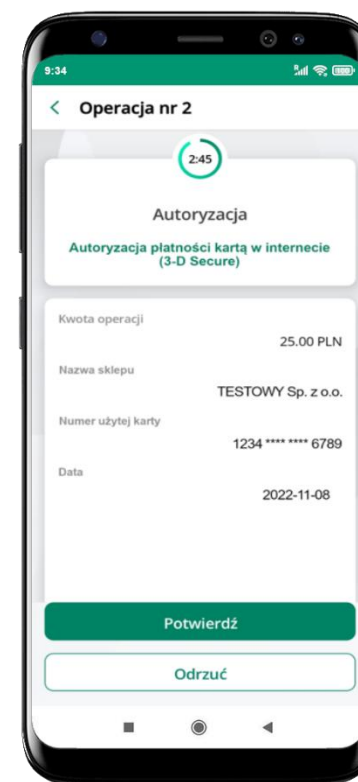 9:34
Operacja nr 2
2:45
Autoryzacja
Autoryzacja płatności kartą w internecie
(3-D Secure)
Kwota operacji
25.00 PLN
Nazwa sklepu
TESTOWY Sp. z o.o.
Numer użytej karty
1234 **** **** 6789
Data
2022-11-08
Potwierdź
Odrzuć